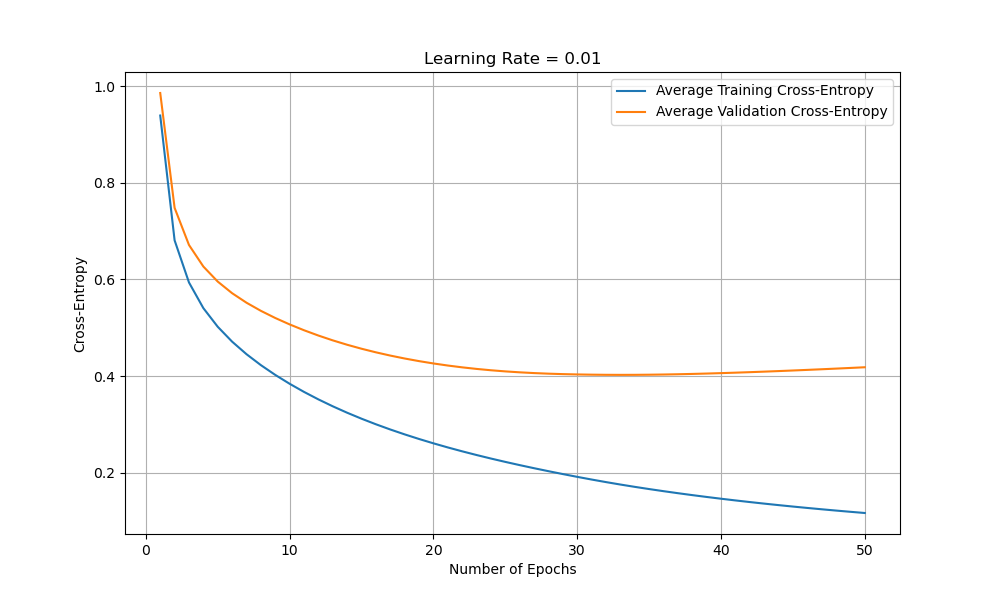 Learning Rate = 0.01
Average Training Cross-Entropy
Average Validation Cross-Entropy
1.0
0.8
0.6
0.4
0.2
Cross-Entropy
0 10 20 30 40 50
Number of Epochs